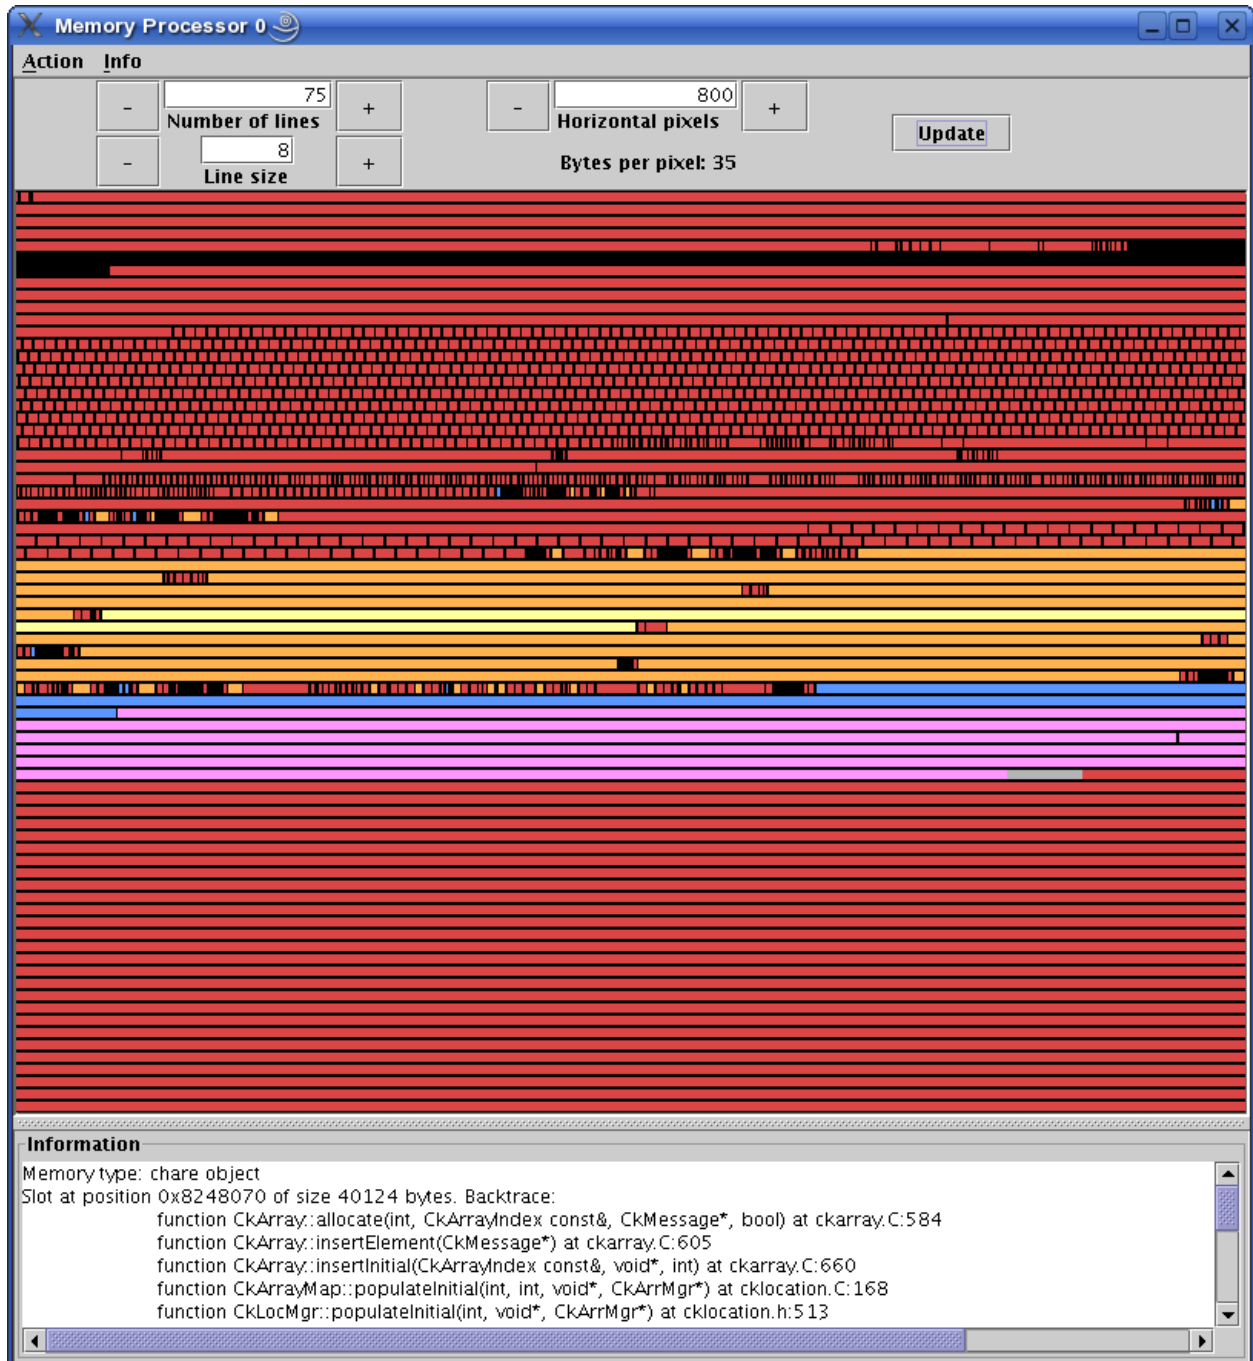 Memory Processor 0
Action Info
- 75 + - 800 +
Number of lines Horizontal pixels
Update
- 8 + Bytes per pixel: 35
Line size
Information
Memory type: chare object
Slot at position 0x8248070 of size 40124 bytes. Backtrace:
function CkArray::allocate(int, CkArrayIndex const&, CkMessage*, bool) at ckarray.C:584
function CkArray::insertElement(CkMessage*) at ckarray.C:605
function CkArray::insertInitial(CkArrayIndex const&, void*, int) at ckarray.C:660
function CkArrayMap::populateInitial(int, int, void*, CkArrMgr*) at cklocation.C:168
function CkLocMgr::populateInitial(int, void*, CkArrMgr*) at cklocation.h:513